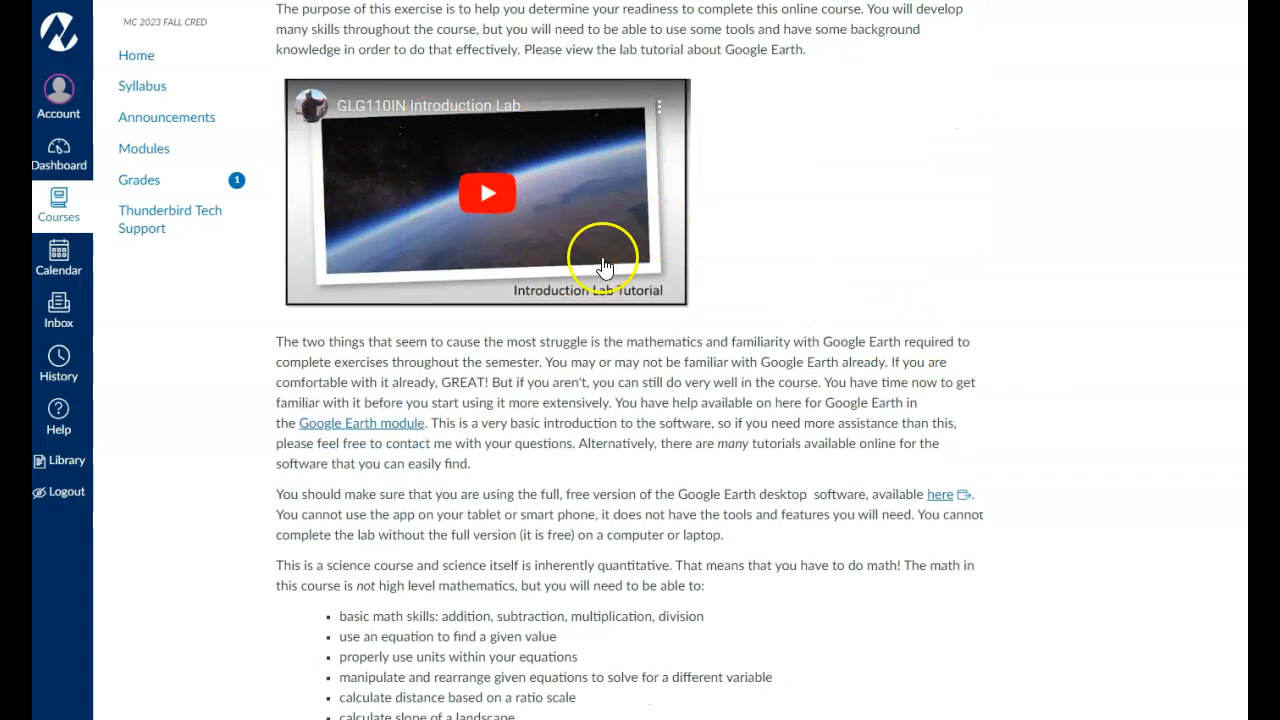 MC 2023 FALL CRED
Home
Syllabus
Announcements
Modules
Grades 1
Thunderbird Tech
Support
Account
Dashboard
Courses
Calendar
Inbox
History
Help
Library
Logout
The purpose of this exercise is to help you determine your readiness to complete this online course. You will develop
many skills throughout the course, but you will need to be able to use some tools and have some background
knowledge in order to do that effectively. Please view the lab tutorial about Google Earth.
GLG110IN Introduction Lab
Introduction Lab Tutorial
The two things that seem to cause the most struggle is the mathematics and familiarity with Google Earth required to
complete exercises throughout the semester. You may or may not be familiar with Google Earth already. If you are
comfortable with it already, GREAT! But if you aren't, you can still do very well in the course. You have time now to get
familiar with it before you start using it more extensively. You have help available on here for Google Earth in
the Google Earth module. This is a very basic introduction to the software, so if you need more assistance than this,
please feel free to contact me with your questions. Alternatively, there are many tutorials available online for the
software that you can easily find.
You should make sure that you are using the full, free version of the Google Earth desktop software, available here.
You cannot use the app on your tablet or smart phone, it does not have the tools and features you will need. You cannot
complete the lab without the full version (it is free) on a computer or laptop.
This is a science course and science itself is inherently quantitative. That means that you have to do math! The math in
this course is not high level mathematics, but you will need to be able to:
▪ basic math skills: addition, subtraction, multiplication, division
▪ use an equation to find a given value
▪ properly use units within your equations
▪ manipulate and rearrange given equations to solve for a different variable
▪ calculate distance based on a ratio scale
▪ calculate slope of a landscape